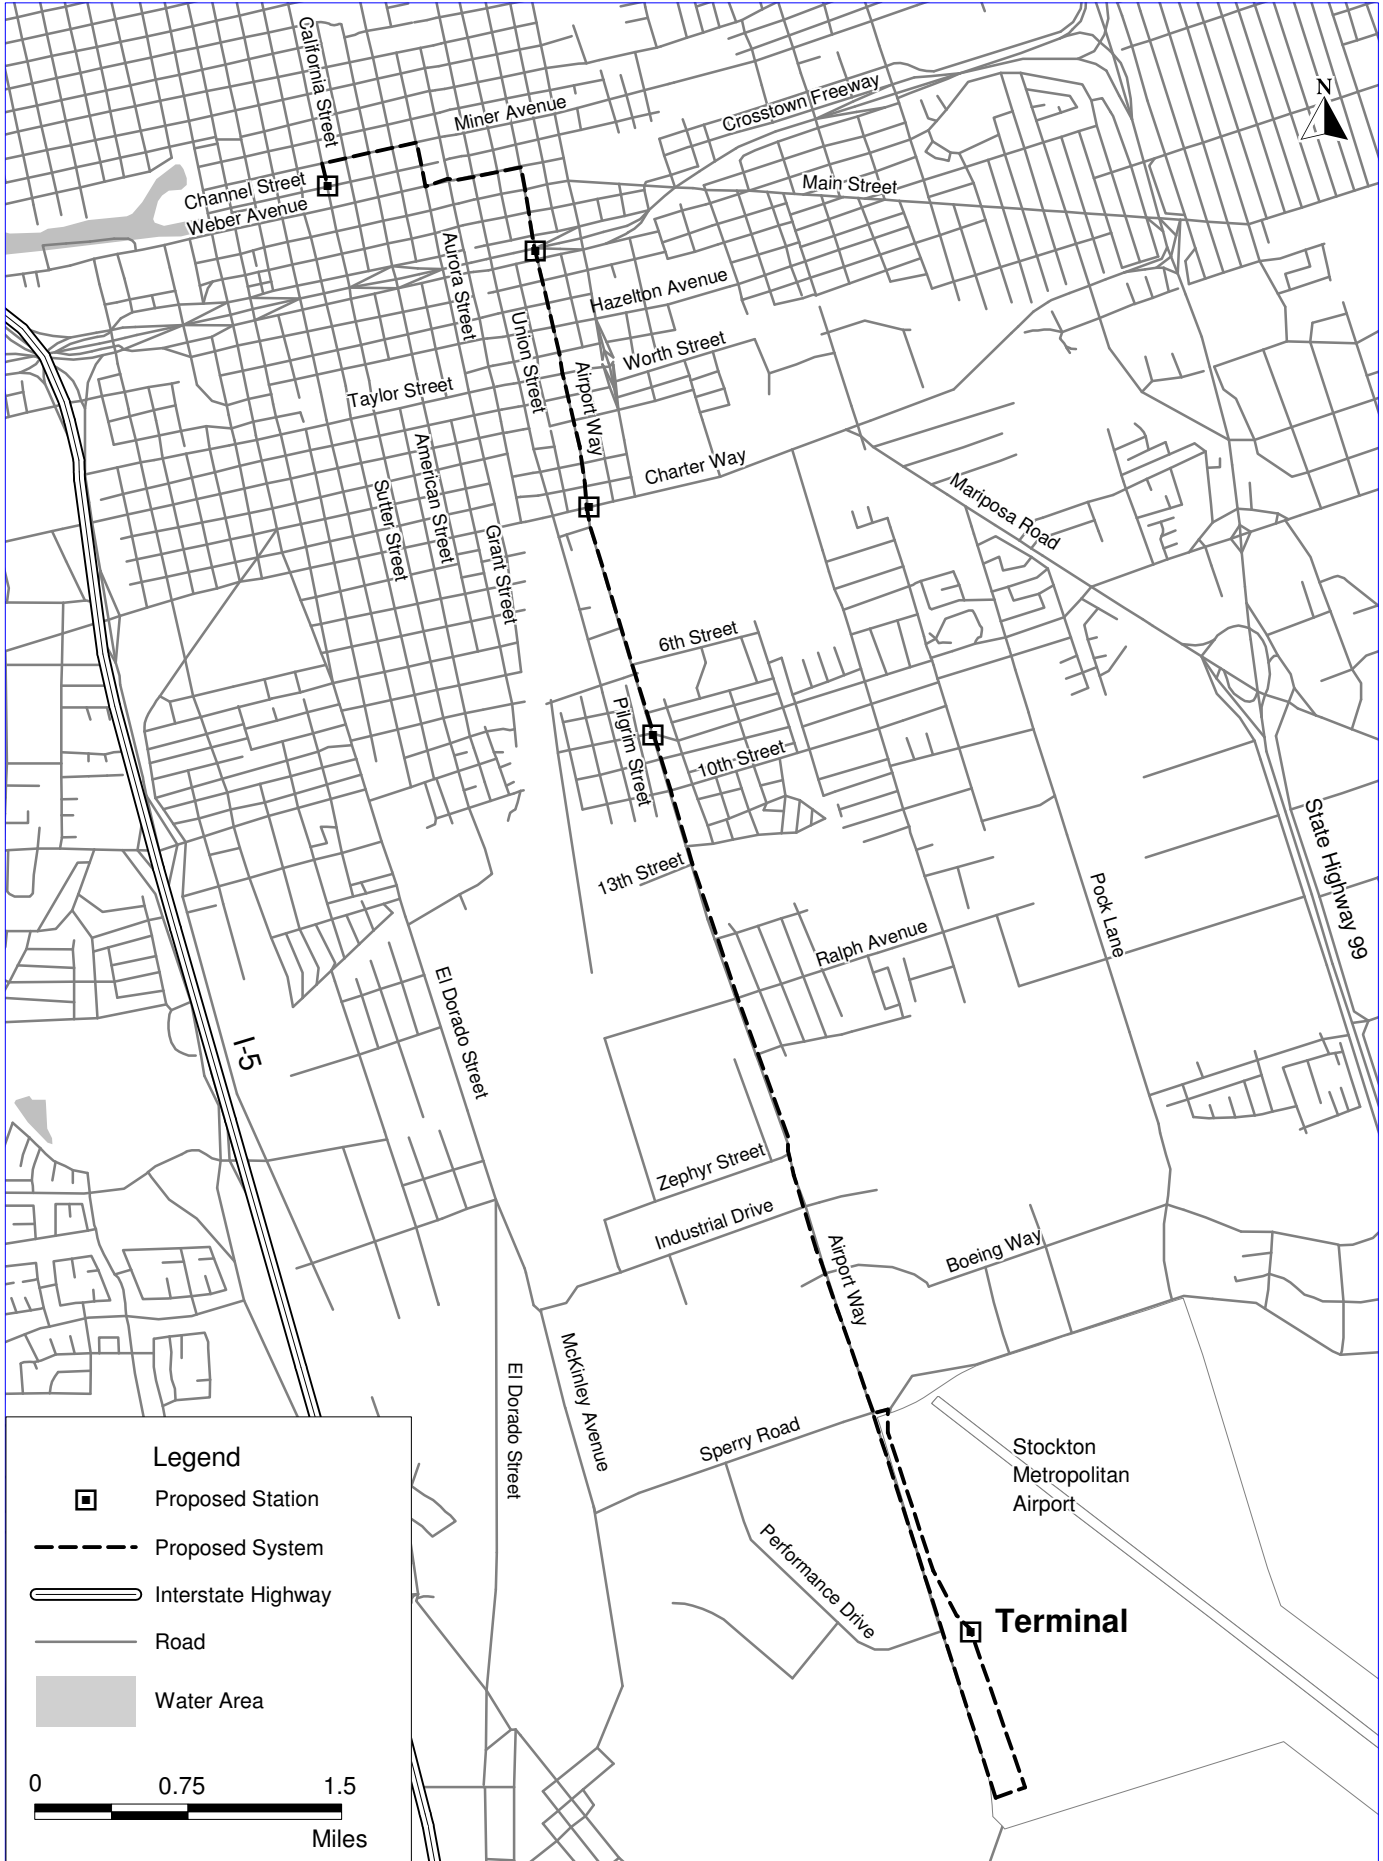 California Street
Miner Avenue
Crosstown Freeway
N
Channel Street
Weber Avenue
Main Street
Aurora Street
Hazelton Avenue
Union Street
Worth Street
Airport Way
Taylor Street
American Street
Sutter Street
Charter Way
Mariposa Road
Grant Street
6th Street
Pilgrim Street
10th Street
13th Street
State Highway 99
Pock Lane
Ralph Avenue
El Dorado Street
I-5
Zephyr Street
Industrial Drive
Airport Way
Boeing Way
McKinley Avenue
El Dorado Street
Sperry Road
Stockton
Metropolitan
Airport
Performance Drive
Terminal
Legend
Proposed Station
Proposed System
Interstate Highway
Road
Water Area
0 0.75 1.5
Miles